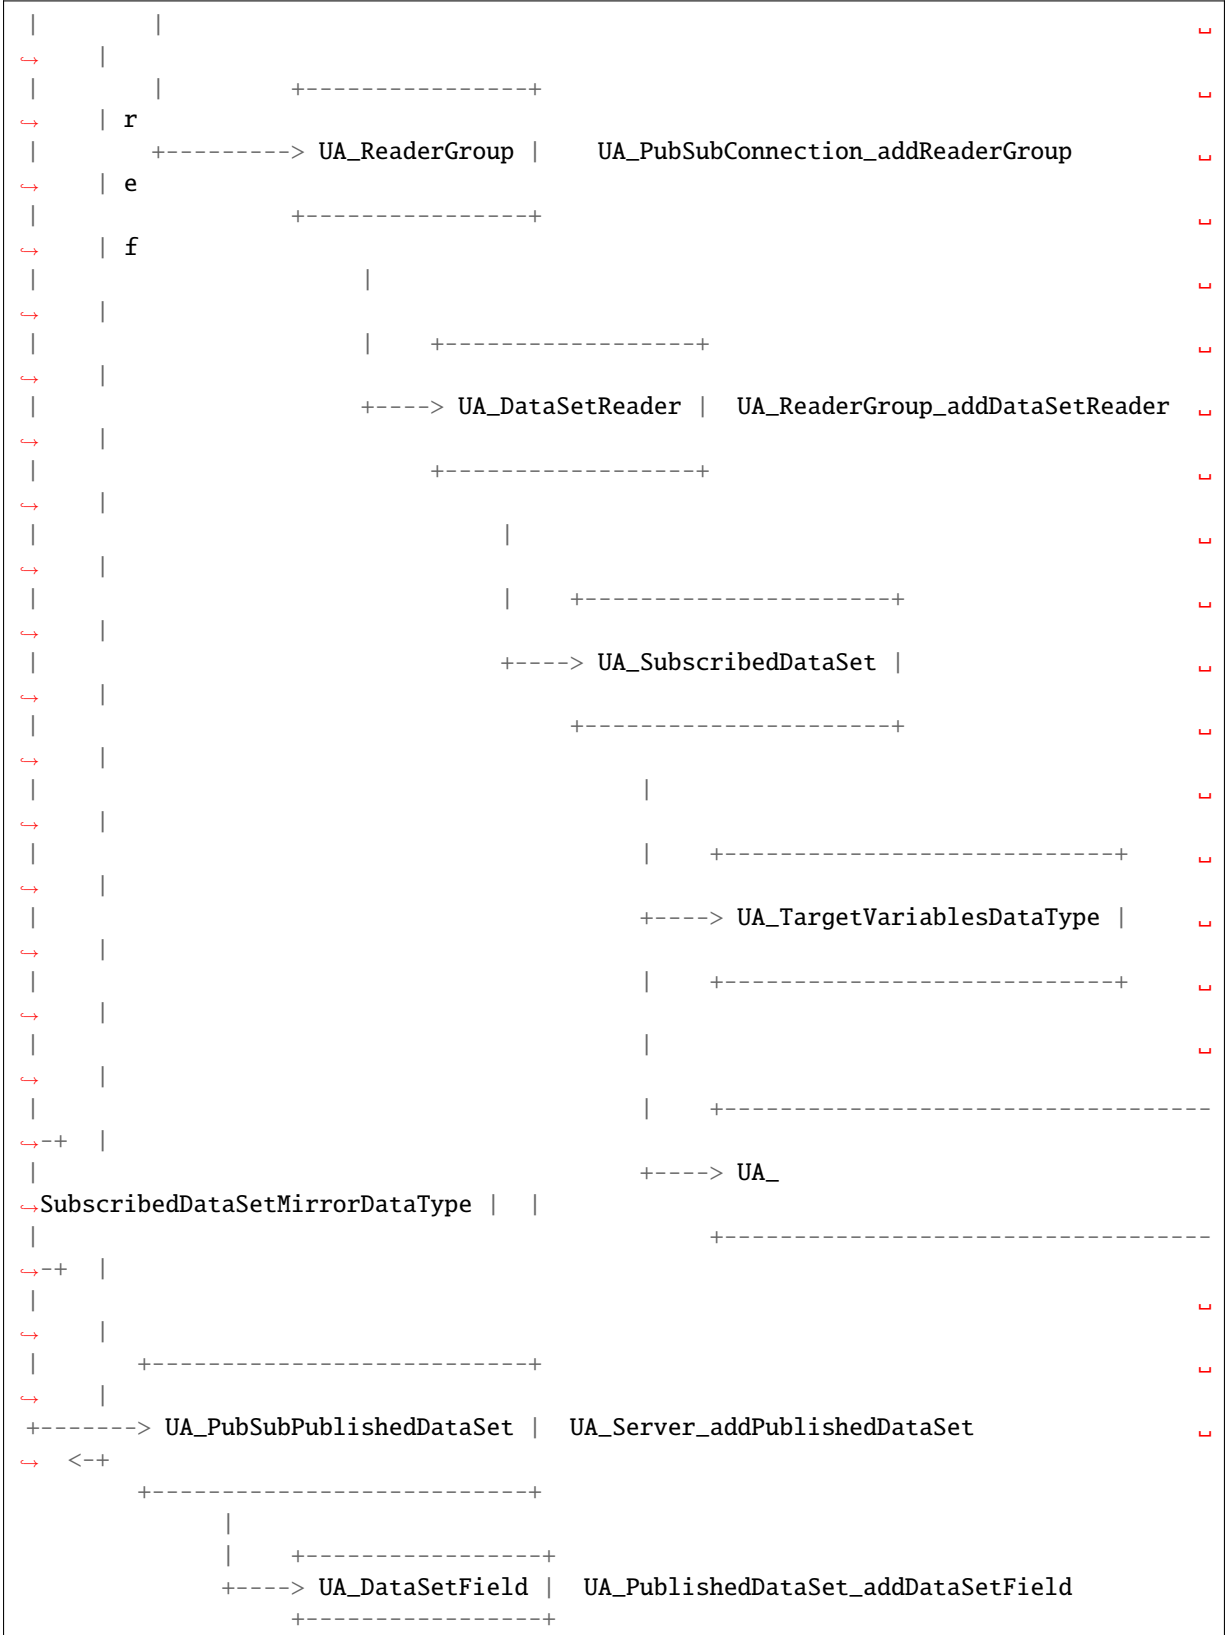 |        |                                                                          ␣
↪    |
|        |         +----------------+                                               ␣
↪    | r
|        +---------> UA_ReaderGroup |    UA_PubSubConnection_addReaderGroup         ␣
↪    | e
|                  +----------------+                                               ␣
↪    | f
|                       |                                                           ␣
↪    |
|                       |    +------------------+                                   ␣
↪    |
|                       +----> UA_DataSetReader |  UA_ReaderGroup_addDataSetReader  ␣
↪    |
|                            +------------------+                                   ␣
↪    |
|                                 |                                                 ␣
↪    |
|                                 |    +----------------------+                     ␣
↪    |
|                                 +----> UA_SubscribedDataSet |                     ␣
↪    |
|                                      +----------------------+                     ␣
↪    |
|                                           |                                       ␣
↪    |
|                                           |    +----------------------------+     ␣
↪    |
|                                           +----> UA_TargetVariablesDataType |     ␣
↪    |
|                                           |    +----------------------------+     ␣
↪    |
|                                           |                                       ␣
↪    |
|                                           |    +----------------------------------
↪-+  |
|                                           +----> UA_
↪SubscribedDataSetMirrorDataType |  |
|                                                +----------------------------------
↪-+  |
|                                                                                   ␣
↪    |
|       +---------------------------+                                               ␣
↪    |
+-------> UA_PubSubPublishedDataSet |  UA_Server_addPublishedDataSet                ␣
↪  <-+
        +---------------------------+
              |
              |    +-----------------+
              +----> UA_DataSetField |  UA_PublishedDataSet_addDataSetField
                   +-----------------+